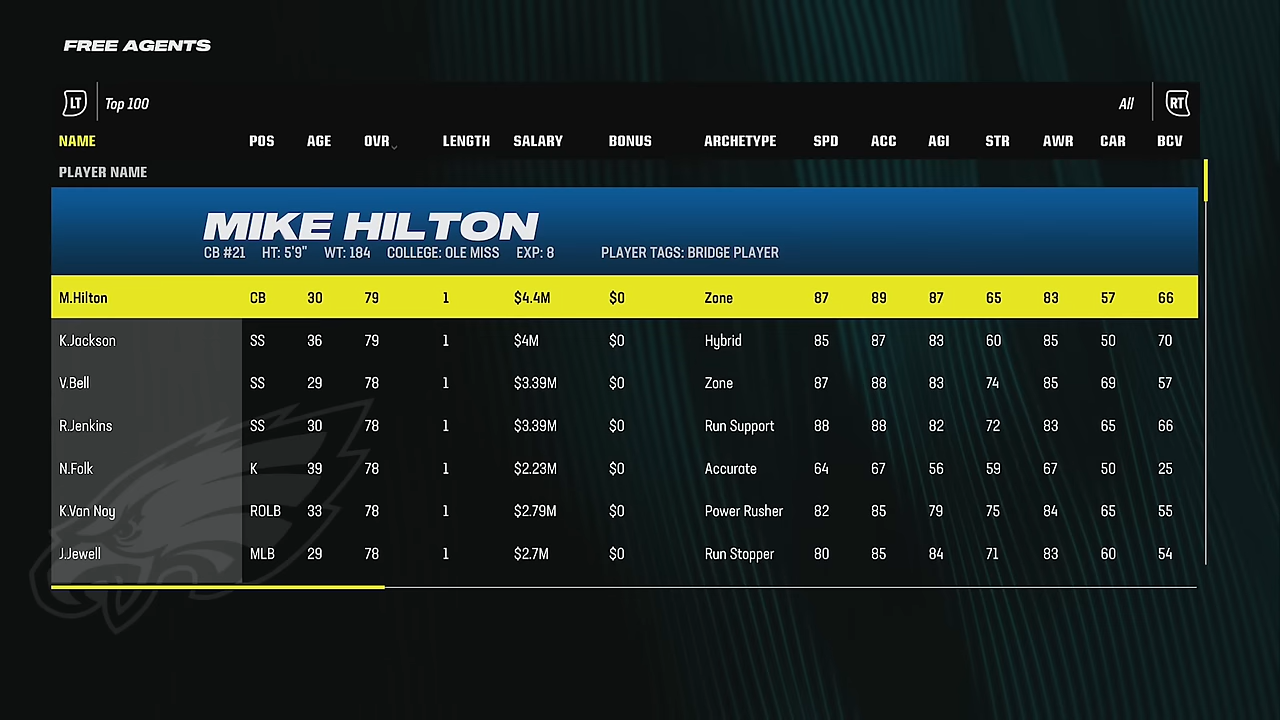 FREE AGENTS
LT Top 100 All RT
NAME POS AGE OVR LENGTH SALARY BONUS ARCHETYPE SPD ACC AGI STR AWR CAR BCV
PLAYER NAME
MIKE HILTON
CB #21 HT: 5'9" WT: 184 COLLEGE: OLE MISS EXP: 8 PLAYER TAGS: BRIDGE PLAYER
M.Hilton CB 30 79 1 $4.4M $0 Zone 87 89 87 65 83 57 66
K.Jackson SS 36 79 1 $4M $0 Hybrid 85 87 83 60 85 50 70
V.Bell SS 29 78 1 $3.39M $0 Zone 87 88 83 74 85 69 57
R.Jenkins SS 30 78 1 $3.39M $0 Run Support 88 88 82 72 83 65 66
N.Folk K 39 78 1 $2.23M $0 Accurate 64 67 56 59 67 50 25
K.Van Noy ROLB 33 78 1 $2.79M $0 Power Rusher 82 85 79 75 84 65 55
J.Jewell MLB 29 78 1 $2.7M $0 Run Stopper 80 85 84 71 83 60 54